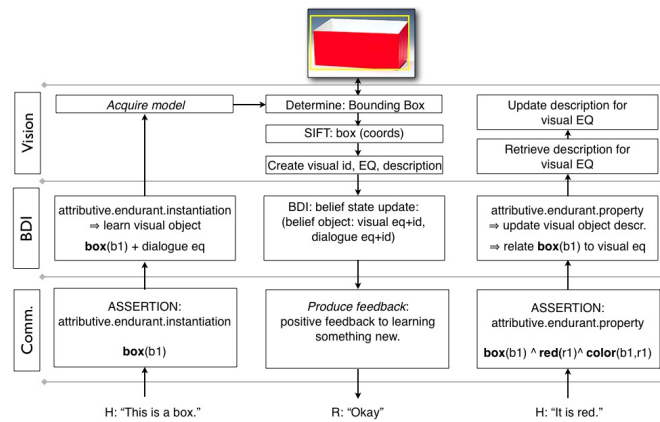 Vision
Acquire model
Determine: Bounding Box
SIFT: box (coords)
Create visual id, EQ, description
Update description for
visual EQ
Retrieve description for
visual EQ
BDI
attributive.endurant.instantiation
⇒ learn visual object
box(b1) + dialogue eq
BDI: belief state update:
(belief object: visual eq+id,
dialogue eq+id)
attributive.endurant.property
⇒ update visual object descr.
⇒ relate box(b1) to visual eq
Comm.
ASSERTION:
attributive.endurant.instantiation
box(b1)
Produce feedback:
positive feedback to learning
something new.
ASSERTION:
attributive.endurant.property
box(b1) ^ red(r1)^ color(b1,r1)
H: “This is a box.”
R: “Okay”
H: “It is red.”